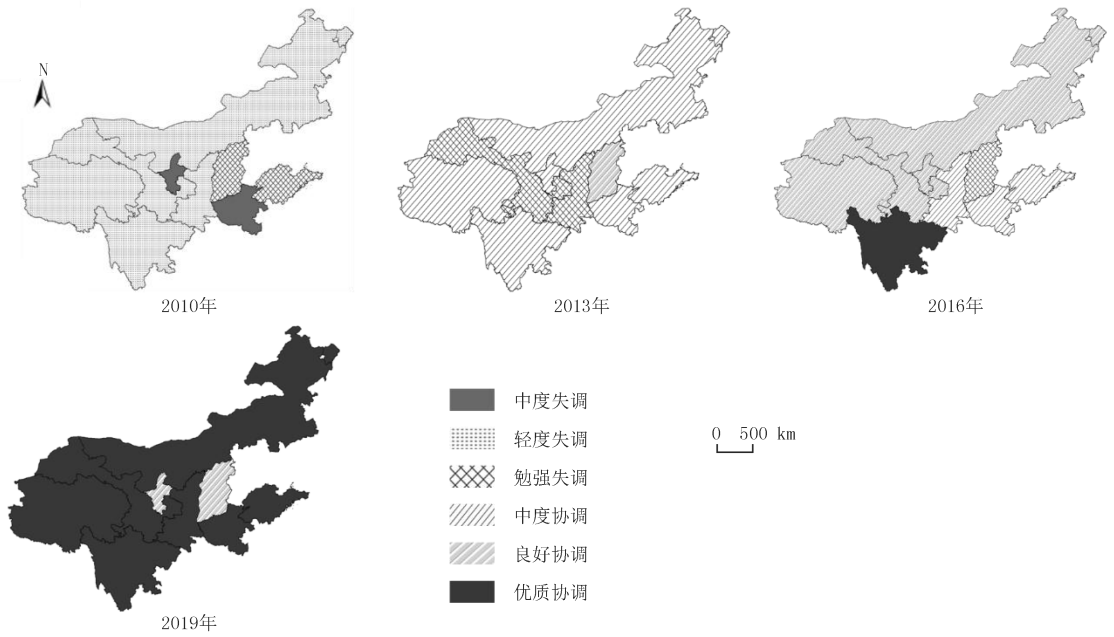 N
2010年
2013年
2016年
2019年
中度失调
轻度失调
勉强失调
中度协调
良好协调
优质协调
0 500 km